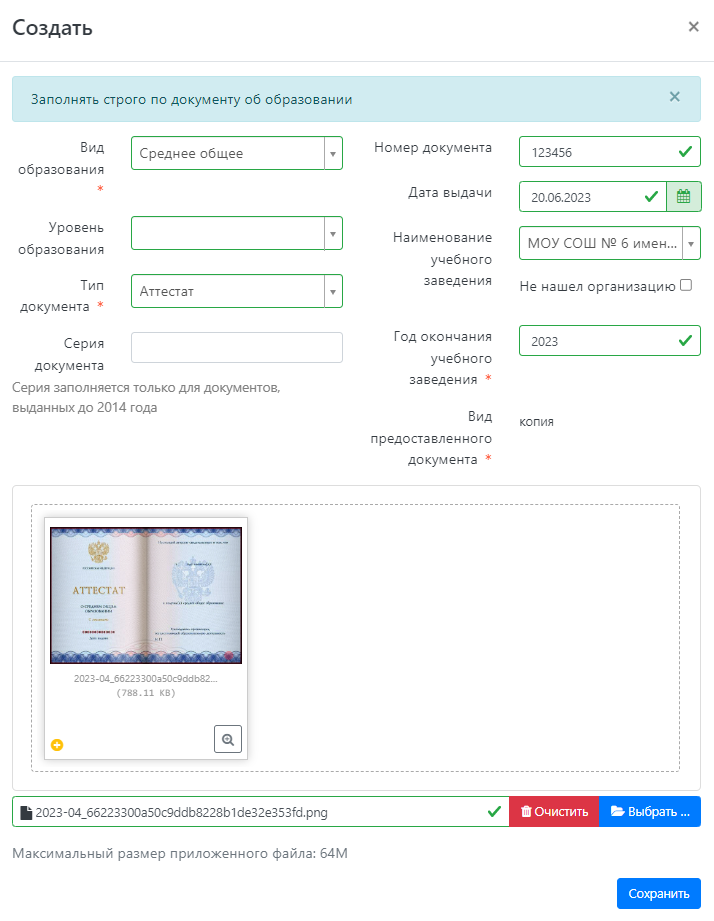 Создать
×
Заполнять строго по документу об образовании
×
Вид
образования
*
Среднее общее
Уровень
образования
Тип
документа *
Аттестат
Серия
документа
Серия заполняется только для документов,
выданных до 2014 года
Номер документа
123456
Дата выдачи
20.06.2023
Наименование
учебного
заведения
МОУ СОШ № 6 имен...
Не нашел организацию
Год окончания
учебного
заведения *
2023
Вид
предоставленного
документа *
копия
АТТЕСТАТ
О СРЕДНЕМ ОБЩЕМ
ОБРАЗОВАНИИ
2023-04_66223300a50c9ddb82...
(788.11 KB)
2023-04_66223300a50c9ddb8228b1de32e353fd.png
Очистить
Выбрать ...
Максимальный размер приложенного файла: 64M
Сохранить